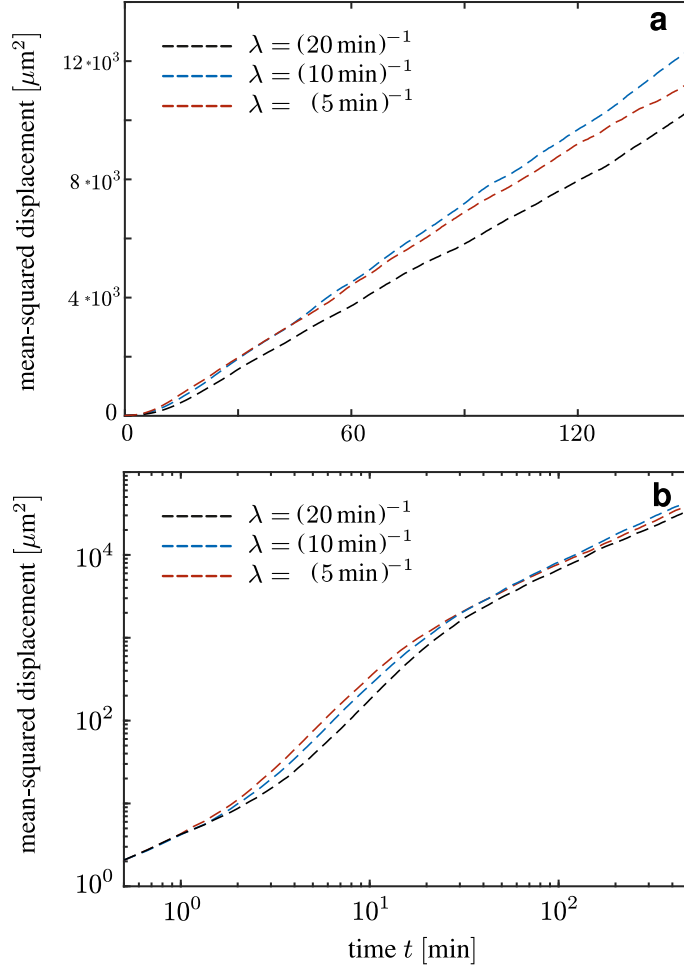 a
mean-squared displacement [μm²]
λ = (20 min)⁻¹
λ = (10 min)⁻¹
λ = (5 min)⁻¹
12*10³
8*10³
4*10³
0
0 60 120
b
mean-squared displacement [μm²]
λ = (20 min)⁻¹
λ = (10 min)⁻¹
λ = (5 min)⁻¹
10⁴
10²
10⁰
10⁰ 10¹ 10²
time t [min]